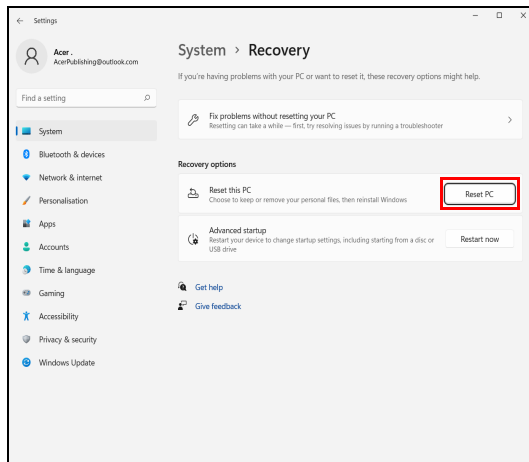 Settings
Acer .
AcerPublishing@outlook.com
Find a setting
System
Bluetooth & devices
Network & internet
Personalisation
Apps
Accounts
Time & language
Gaming
Accessibility
Privacy & security
Windows Update
System > Recovery
If you're having problems with your PC or want to reset it, these recovery options might help.
Fix problems without resetting your PC
Resetting can take a while — first, try resolving issues by running a troubleshooter
Recovery options
Reset this PC
Choose to keep or remove your personal files, then reinstall Windows
Reset PC
Advanced startup
Restart your device to change startup settings, including starting from a disc or
USB drive
Restart now
Get help
Give feedback